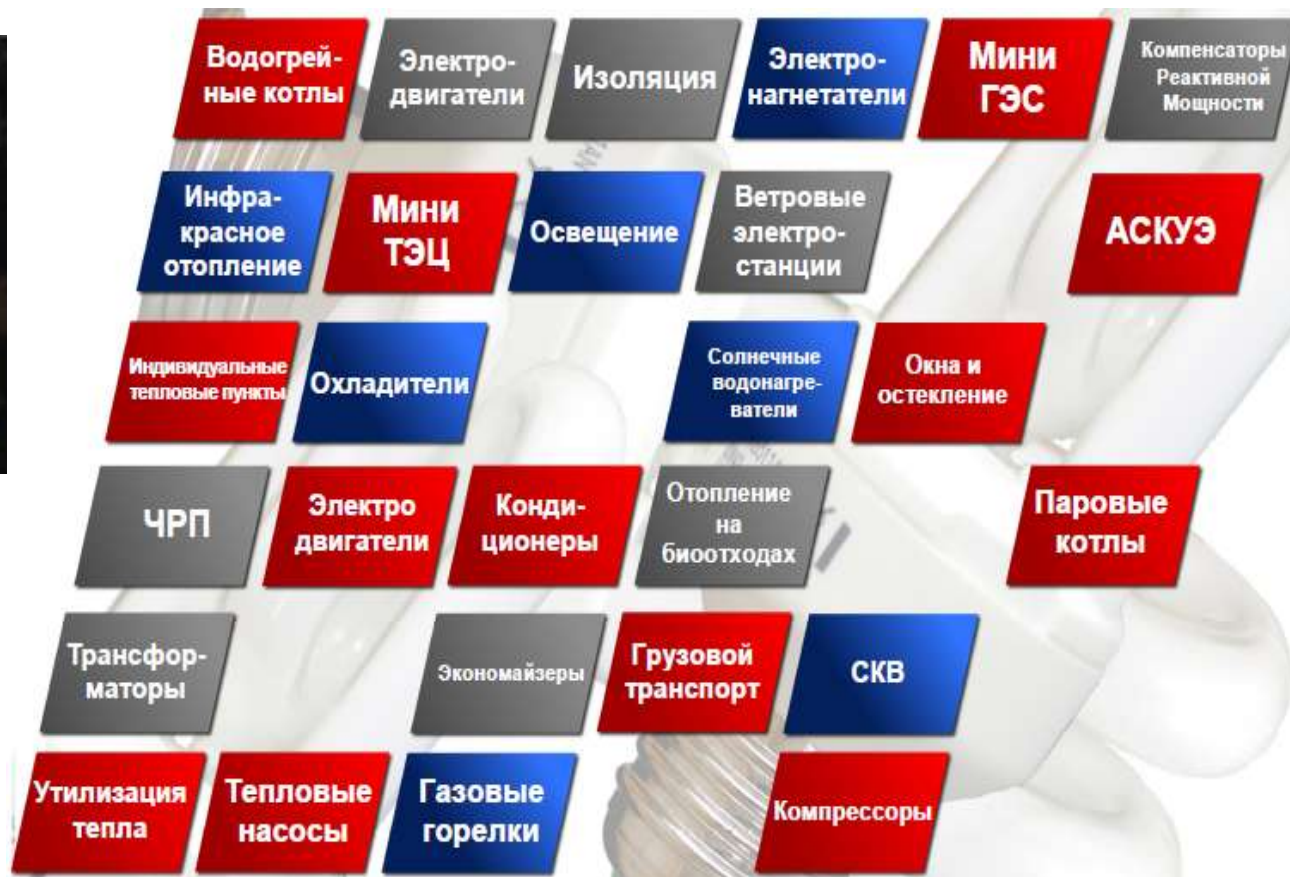 Водогрей-
ные котлы
Электро-
двигатели
Изоляция
Электро-
нагнетатели
Мини
ГЭС
Компенсаторы
Реактивной
Мощности
Инфра-
красное
отопление
Мини
ТЭЦ
Освещение
Ветровые
электро-
станции
АСКУЭ
Индивидуальные
тепловые пункты
Охладители
Солнечные
водонагре-
ватели
Окна и
остекление
ЧРП
Электро
двигатели
Конди-
ционеры
Отопление
на
биоотходах
Паровые
котлы
Трансфор-
маторы
Экономайзеры
Грузовой
транспорт
СКВ
Утилизация
тепла
Тепловые
насосы
Газовые
горелки
Компрессоры